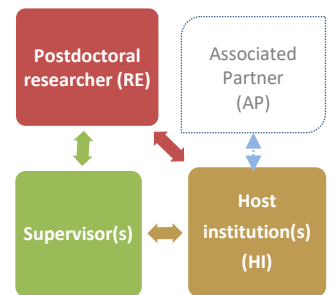 Postdoctoral
researcher (RE)
Associated
Partner
(AP)
Supervisor(s)
Host
institution(s)
(HI)